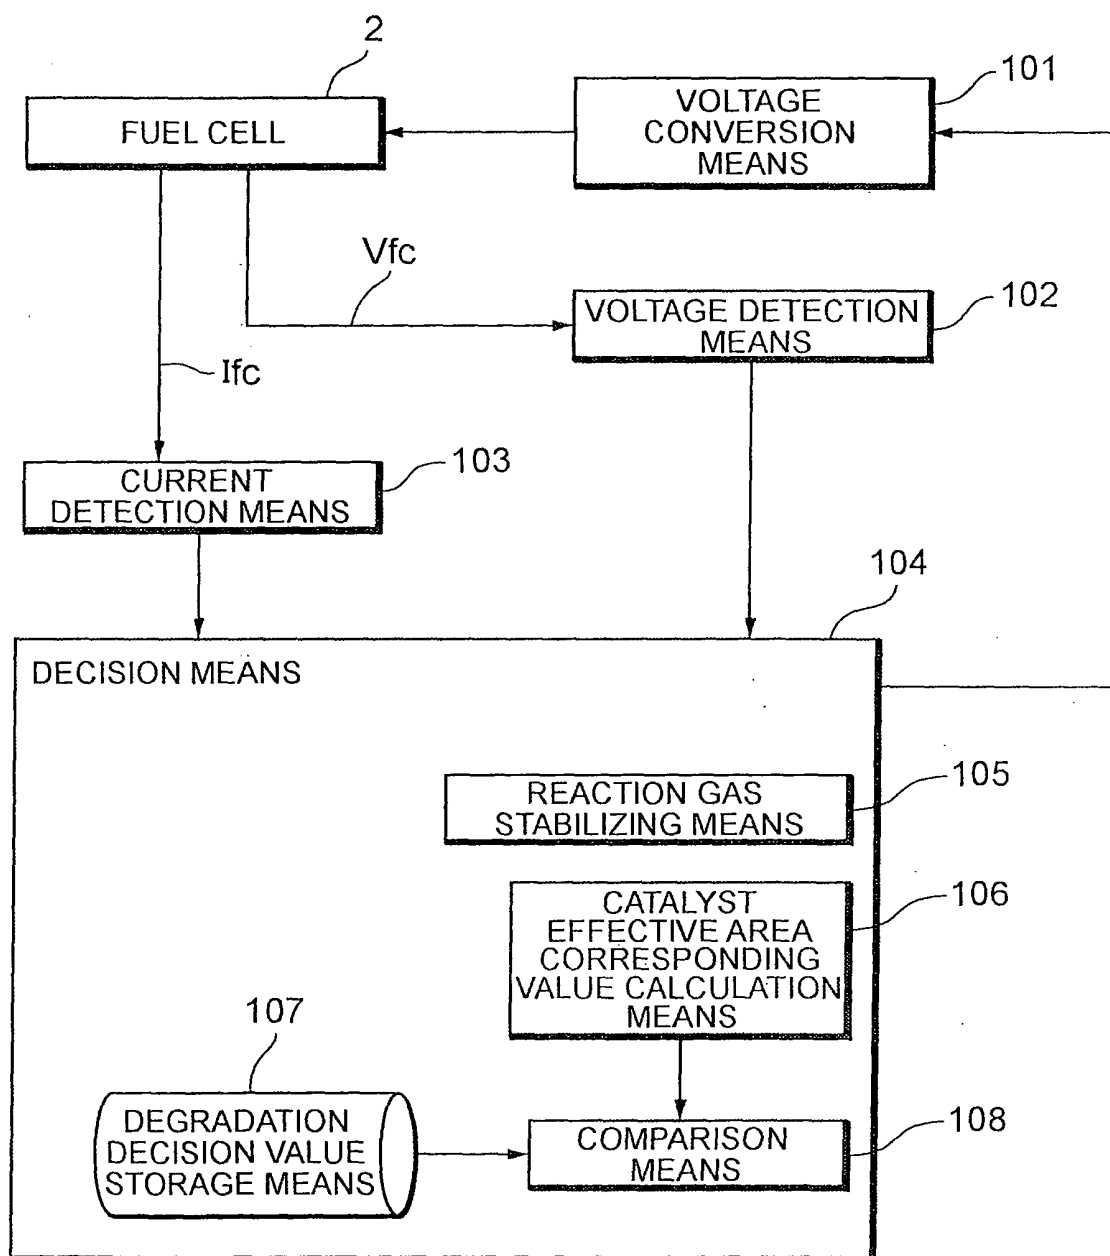 2
FUEL CELL
VOLTAGE
CONVERSION
MEANS
101
Vfc
VOLTAGE DETECTION
MEANS
102
Ifc
CURRENT
DETECTION MEANS
103
104
DECISION MEANS
REACTION GAS
STABILIZING MEANS
105
CATALYST
EFFECTIVE AREA
CORRESPONDING
VALUE CALCULATION
MEANS
106
107
DEGRADATION
DECISION VALUE
STORAGE MEANS
COMPARISON
MEANS
108